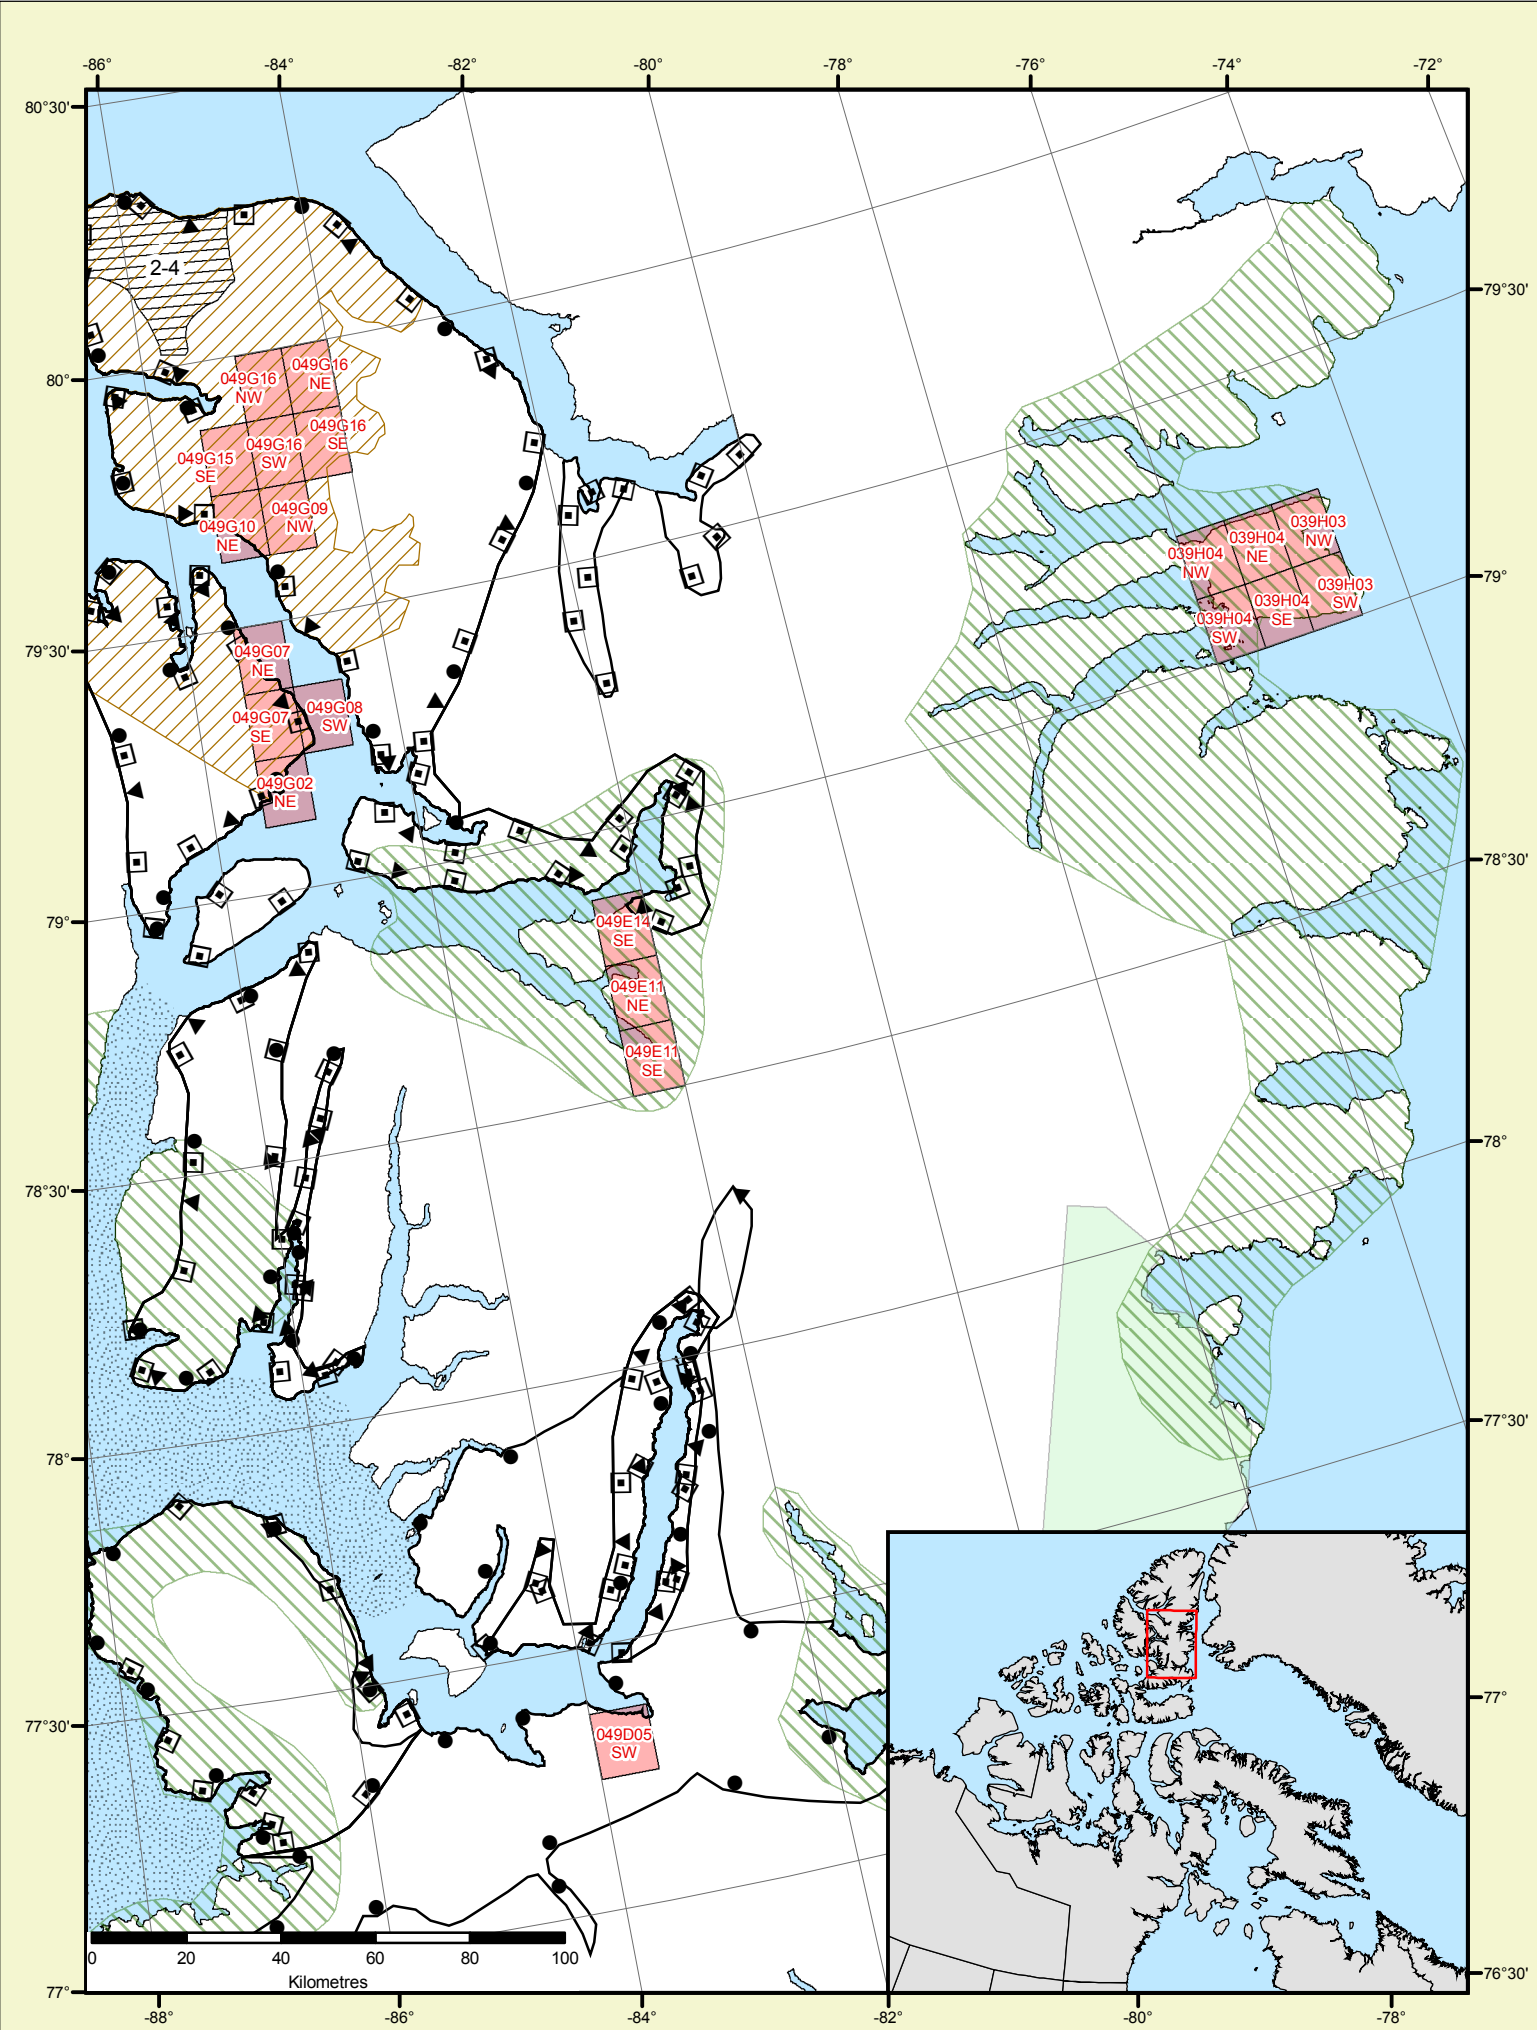 -86°
-84°
-82°
-80°
-78°
-76°
-74°
-72°
80°30'
80°
79°30'
79°
78°30'
78°
77°30'
77°
79°30'
79°
78°30'
78°
77°30'
77°
76°30'
2-4
049G16
NW
049G16
NE
049G16
SE
049G16
SW
049G15
SE
049G09
NW
049G10
NE
049G07
NE
049G08
SW
049G07
SE
049G02
NE
039H03
NW
039H04
NE
039H04
NW
039H03
SW
039H04
SE
039H04
SW
049E14
SE
049E11
NE
049E11
SE
049D05
SW
0
20
40
60
80
100
Kilometres
-88°
-86°
-84°
-82°
-80°
-78°